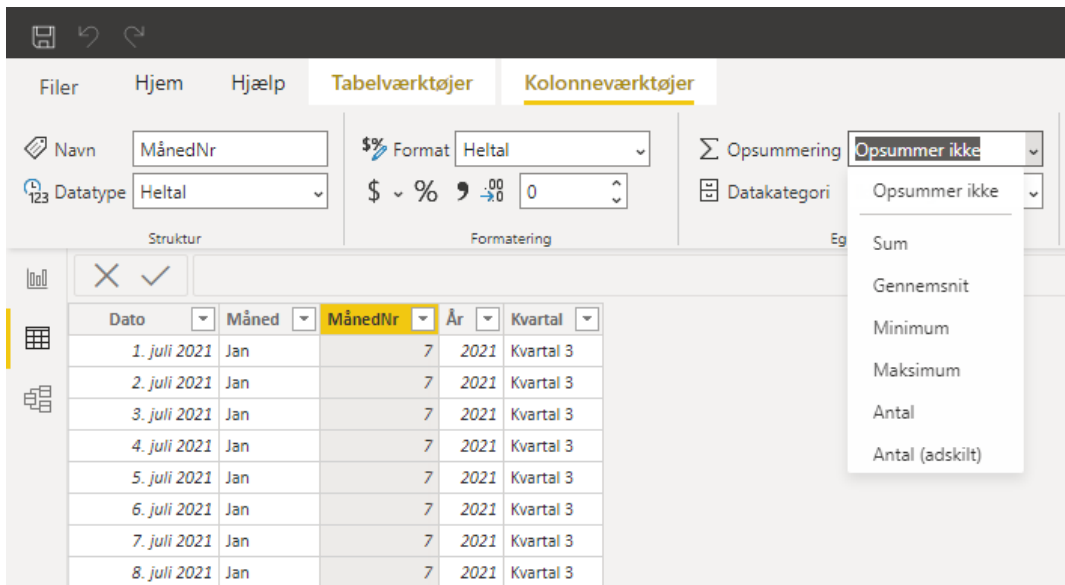 Filer Hjem Hjælp Tabelværktøjer Kolonneværktøjer
Navn MånedNr $% Format Heltal Opsummering Opsummer ikke
123 Datatype Heltal $ % 9 .00 →0 0 Datakategori
Struktur Formatering Eg
Opsummer ikke
Sum
Gennemsnit
Minimum
Maksimum
Antal
Antal (adskilt)
Dato Måned MånedNr År Kvartal
1. juli 2021 Jan 7 2021 Kvartal 3
2. juli 2021 Jan 7 2021 Kvartal 3
3. juli 2021 Jan 7 2021 Kvartal 3
4. juli 2021 Jan 7 2021 Kvartal 3
5. juli 2021 Jan 7 2021 Kvartal 3
6. juli 2021 Jan 7 2021 Kvartal 3
7. juli 2021 Jan 7 2021 Kvartal 3
8. juli 2021 Jan 7 2021 Kvartal 3